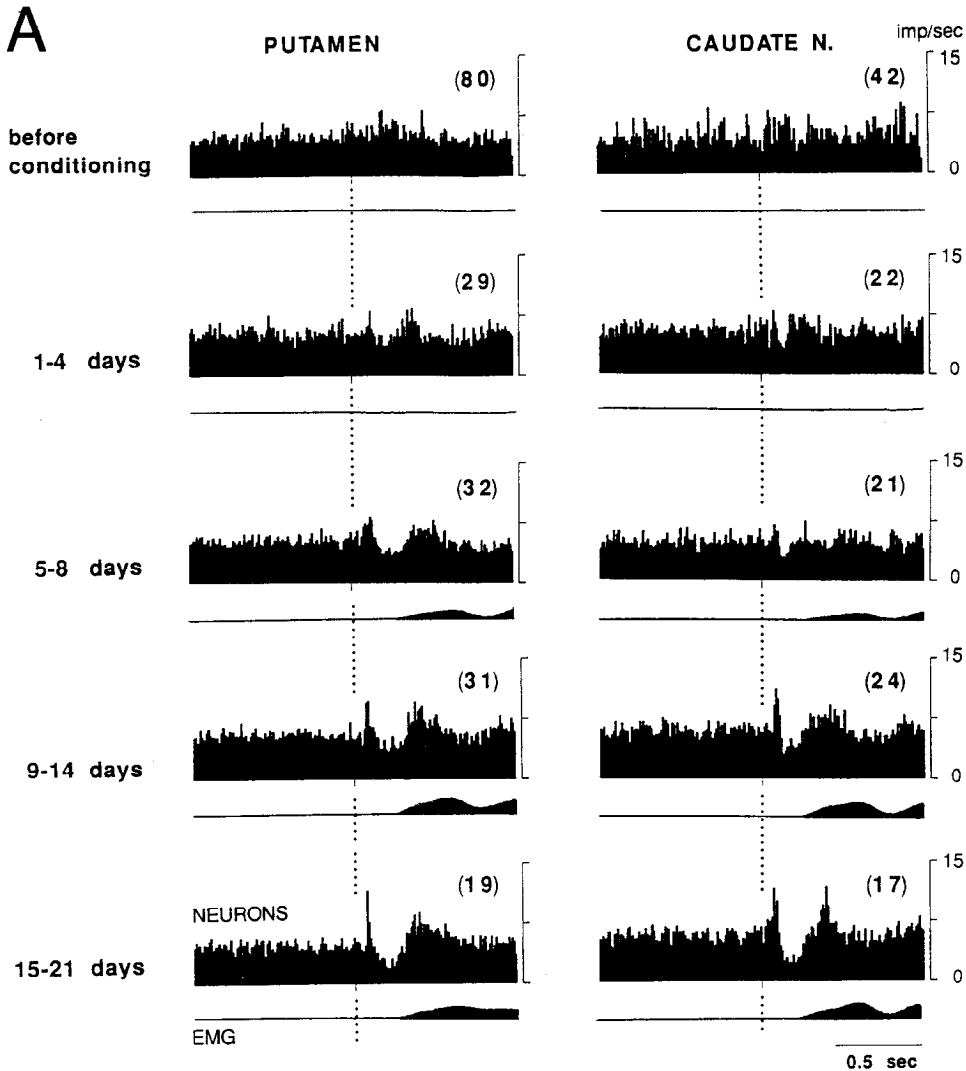 A
PUTAMEN
CAUDATE N.
imp/sec
before
conditioning
(80)
(42)
15
0
1-4 days
(29)
(22)
15
0
5-8 days
(32)
(21)
15
0
9-14 days
(31)
(24)
15
0
15-21 days
NEURONS
(19)
(17)
15
0
EMG
0.5 sec